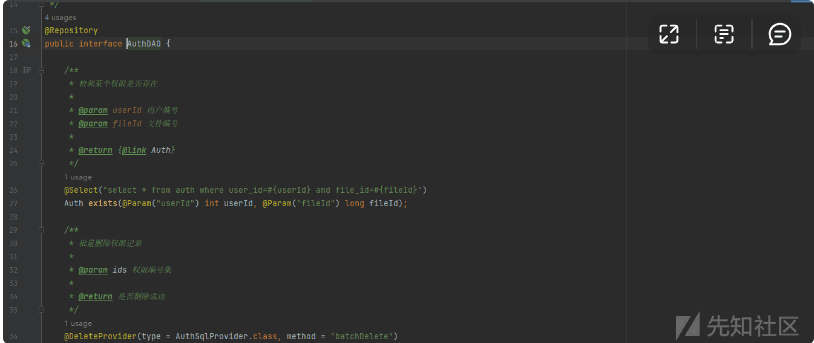 14 */
4 usages
15 @Repository
16 public interface AuthDAO {
17
18 /**
19 * 检测某个权限是否存在
20 *
21 * @param userId 用户编号
22 * @param fileId 文件编号
23 *
24 * @return {@link Auth}
25 */
1 usage
26 @Select("select * from auth where user_id=#{userId} and file_id=#{fileId}")
27 Auth exists(@Param("userId") int userId, @Param("fileId") long fileId);
28
29 /**
30 * 批量删除权限记录
31 *
32 * @param ids 权限编号集
33 *
34 * @return 是否删除成功
35 */
1 usage
36 @DeleteProvider(type = AuthSqlProvider.class, method = "batchDelete")
先知社区